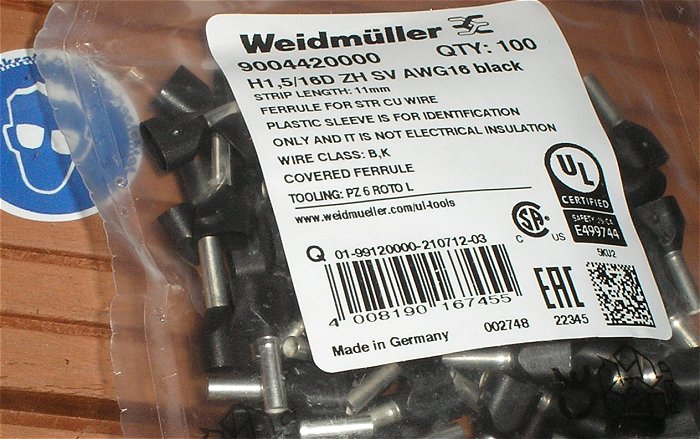 Weidmüller
9004420000 QTY: 100
H1,5/16D ZH SV AWG16 black
STRIP LENGTH: 11mm
FERRULE FOR STR CU WIRE
PLASTIC SLEEVE IS FOR IDENTIFICATION
ONLY AND IT IS NOT ELECTRICAL INSULATION
WIRE CLASS: B,K
COVERED FERRULE
TOOLING: PZ 6 ROTO L
www.weidmueller.com/ul-tools
UL
CERTIFIED
E499744
C US
5KU2
Q 01-99120000-210712-03
EAC
4 008190 167455
002748 22345
Made in Germany